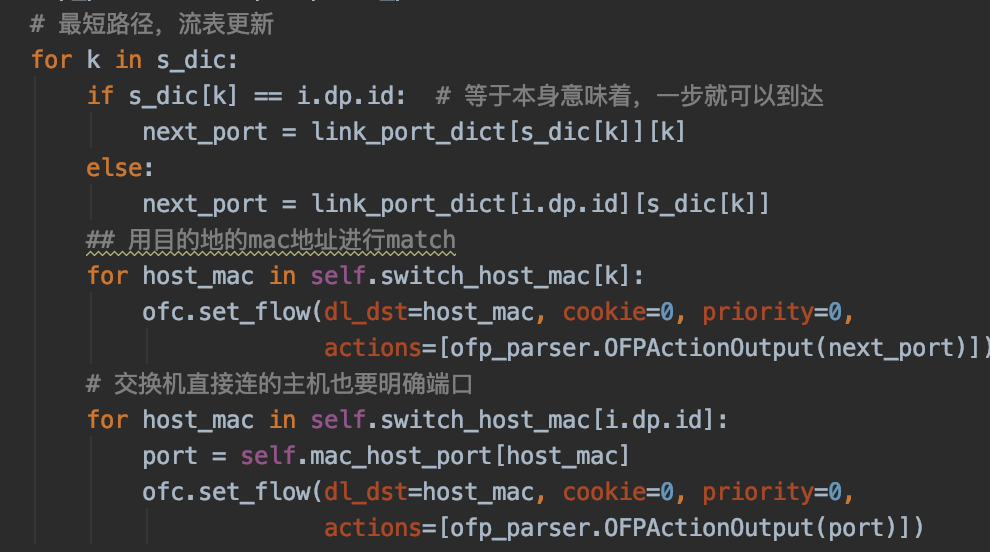 # 最短路径，流表更新
for k in s_dic:
if s_dic[k] == i.dp.id:  # 等于本身意味着，一步就可以到达
next_port = link_port_dict[s_dic[k]][k]
else:
next_port = link_port_dict[i.dp.id][s_dic[k]]
## 用目的地的mac地址进行match
for host_mac in self.switch_host_mac[k]:
ofc.set_flow(dl_dst=host_mac, cookie=0, priority=0,
actions=[ofp_parser.OFPActionOutput(next_port)])
# 交换机直接连的主机也要明确端口
for host_mac in self.switch_host_mac[i.dp.id]:
port = self.mac_host_port[host_mac]
ofc.set_flow(dl_dst=host_mac, cookie=0, priority=0,
actions=[ofp_parser.OFPActionOutput(port)])